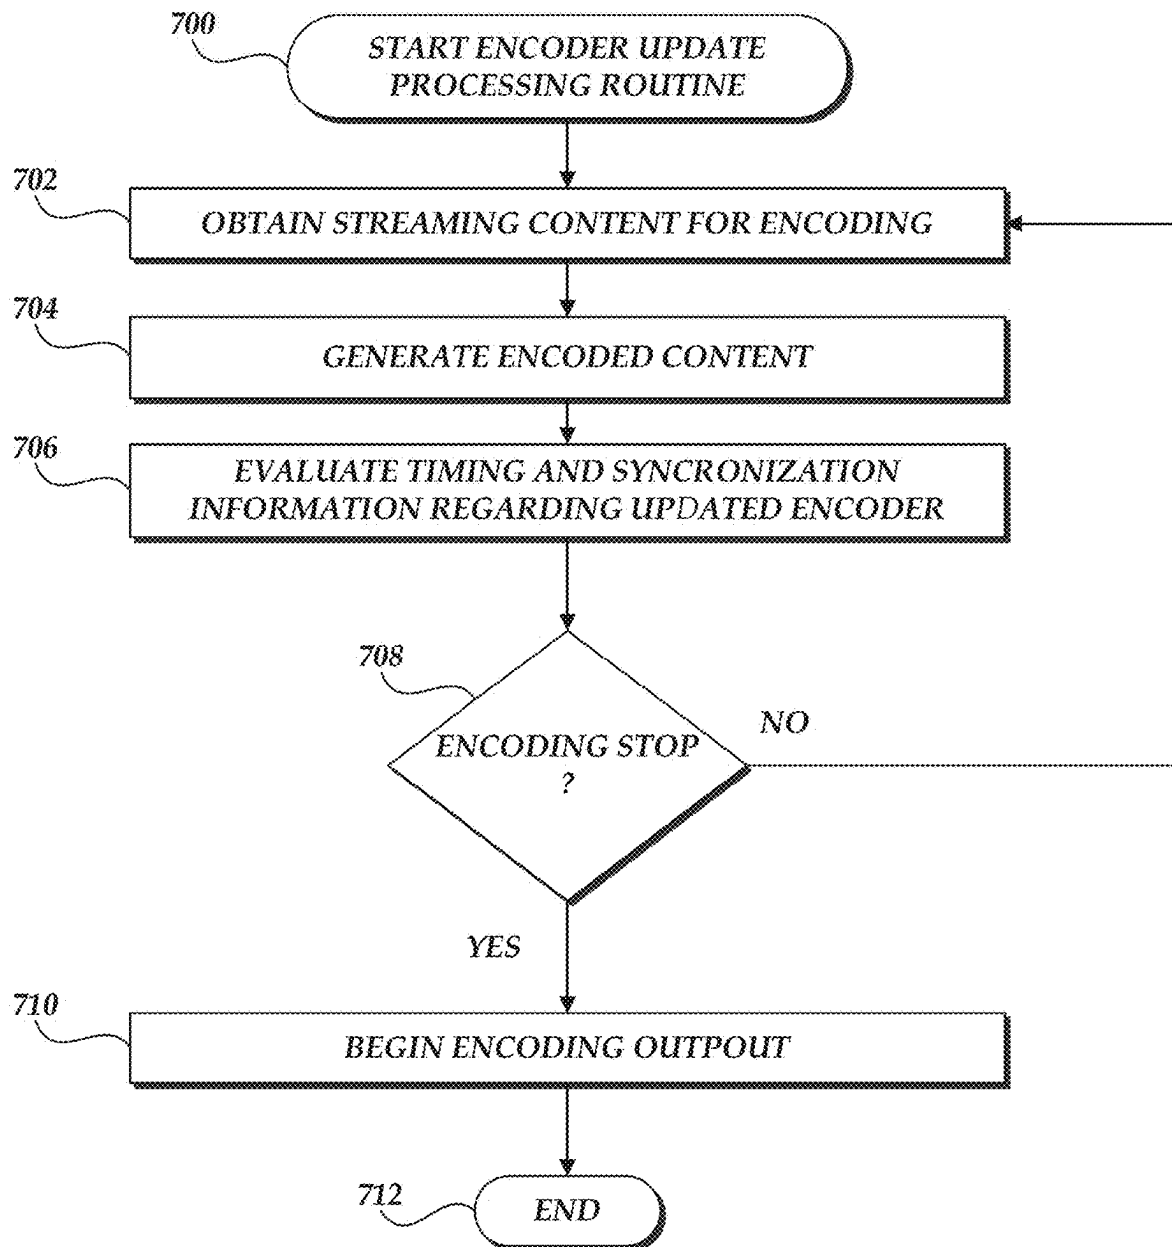 700
START ENCODER UPDATE
PROCESSING ROUTINE
702
OBTAIN STREAMING CONTENT FOR ENCODING
704
GENERATE ENCODED CONTENT
706
EVALUATE TIMING AND SYNCRONIZATION
INFORMATION REGARDING UPDATED ENCODER
708
ENCODING STOP
?
NO
YES
710
BEGIN ENCODING OUTPOUT
712
END